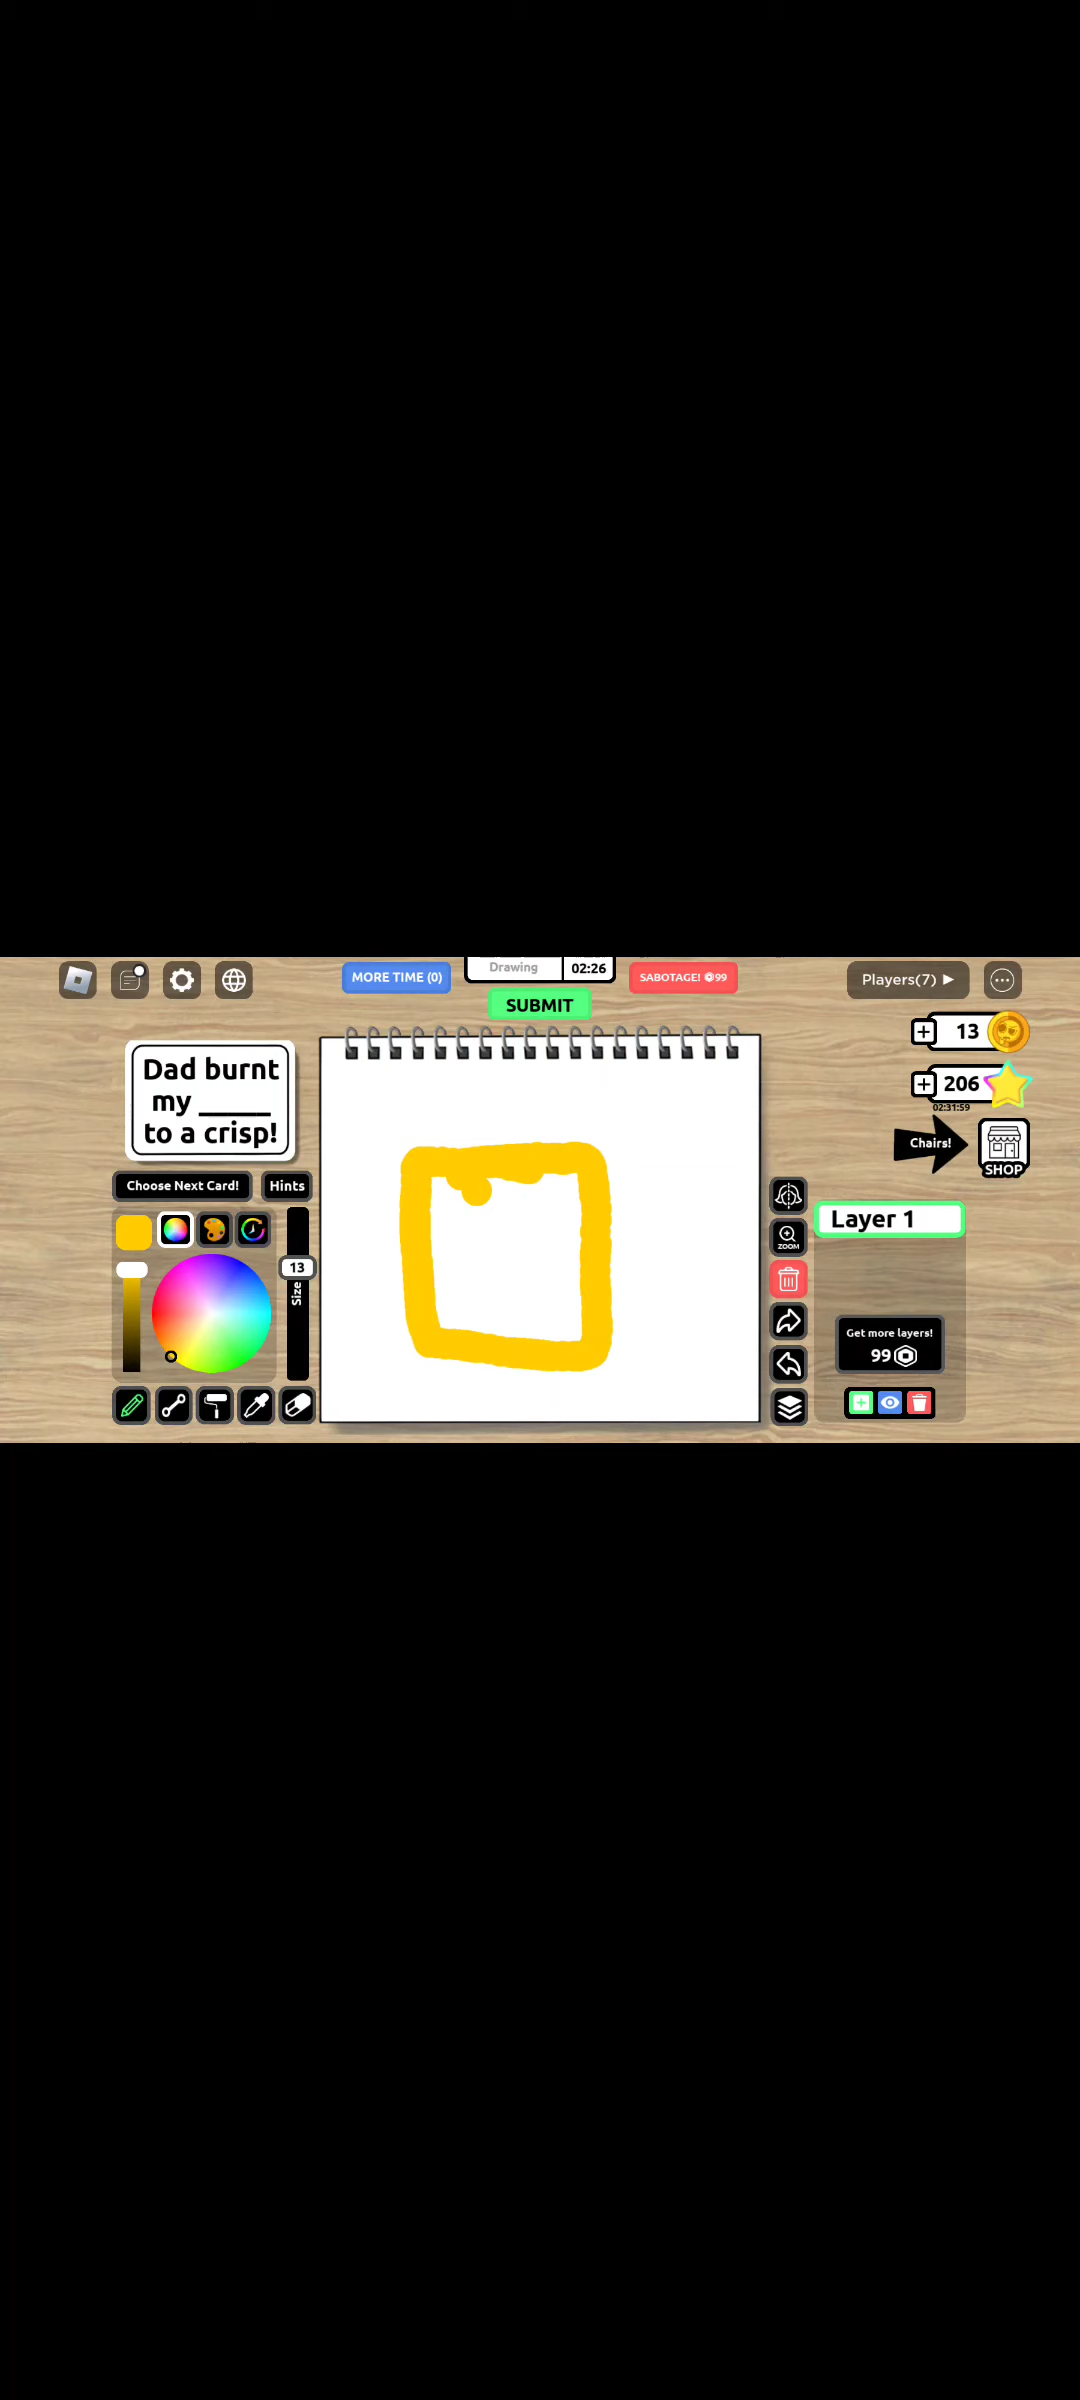 MORE TIME (0)
Drawing
02:26
SABOTAGE! 99
Players(7)
SUBMIT
13
206
02:31:59
Chairs!
SHOP
Dad burnt
my _____
to a crisp!
Choose Next Card!
Hints
13
Size
ZOOM
Layer 1
Get more layers!
99